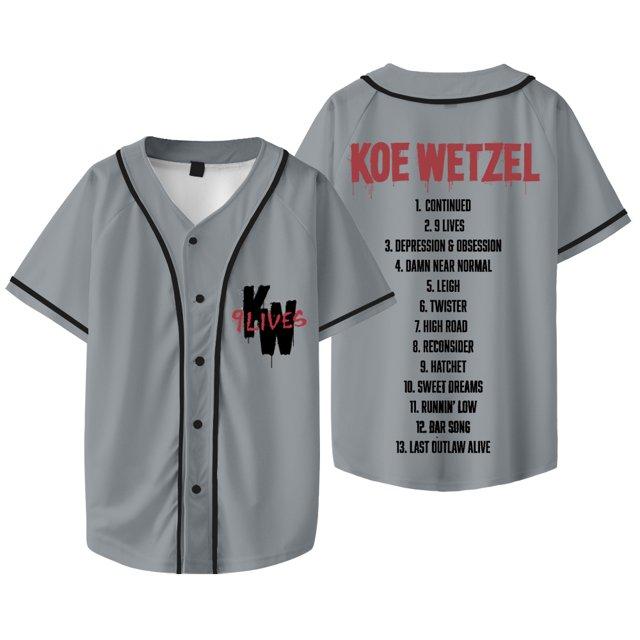 KW
9 LIVES
KOE WETZEL
1. CONTINUED
2. 9 LIVES
3. DEPRESSION & OBSESSION
4. DAMN NEAR NORMAL
5. LEIGH
6. TWISTER
7. HIGH ROAD
8. RECONSIDER
9. HATCHET
10. SWEET DREAMS
11. RUNNIN' LOW
12. BAR SONG
13. LAST OUTLAW ALIVE